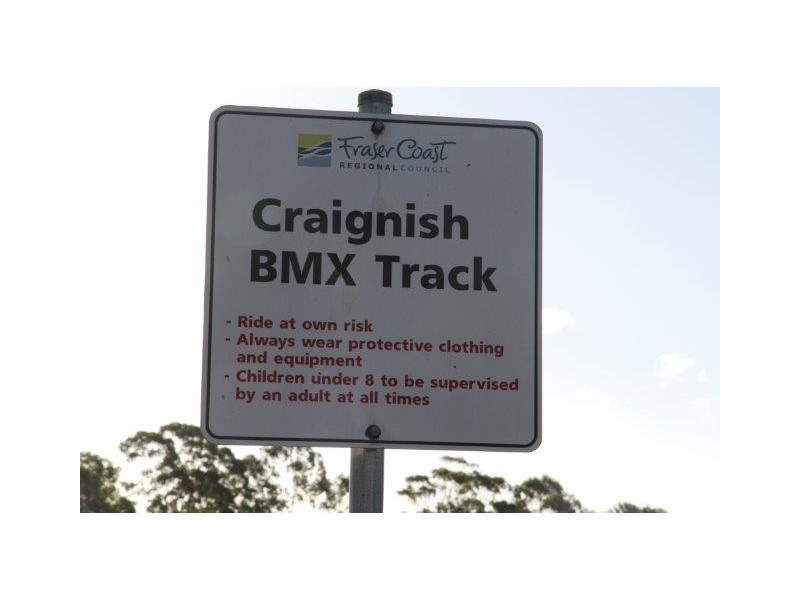 Fraser Coast
REGIONAL COUNCIL
Craignish
BMX Track
- Ride at own risk
- Always wear protective clothing
and equipment
- Children under 8 to be supervised
by an adult at all times